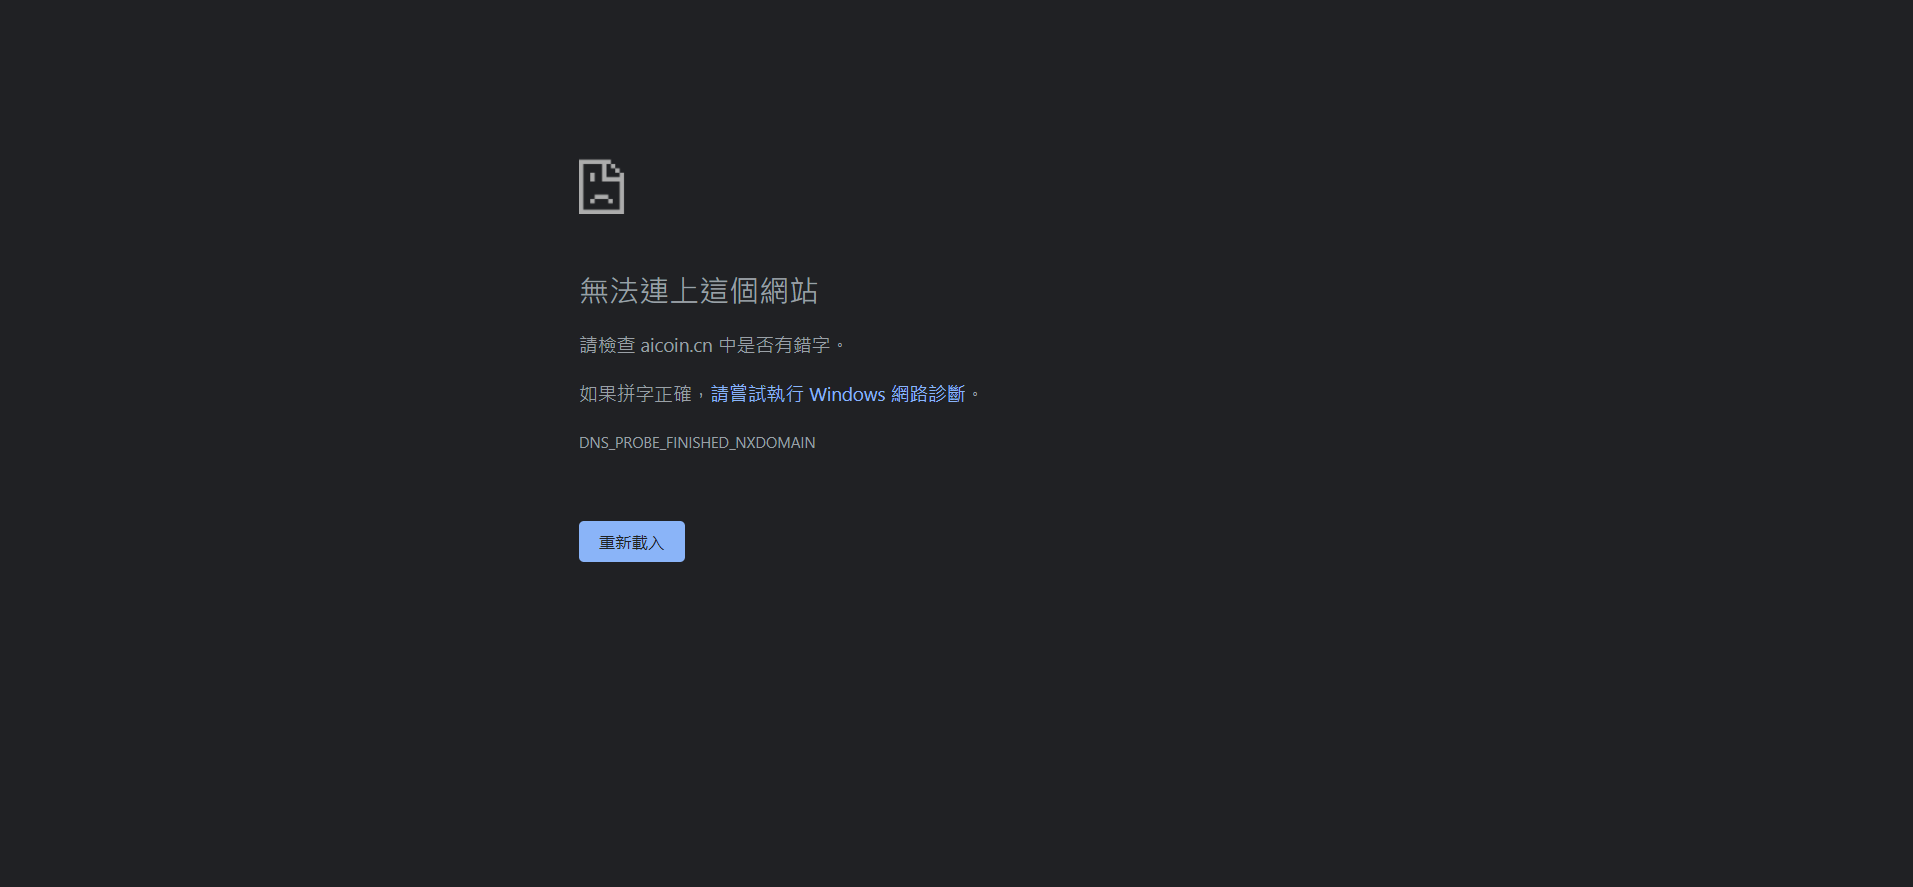 無法連上這個網站
請檢查 aicoin.cn 中是否有錯字。
如果拼字正確，請嘗試執行 Windows 網路診斷。
DNS_PROBE_FINISHED_NXDOMAIN
重新載入